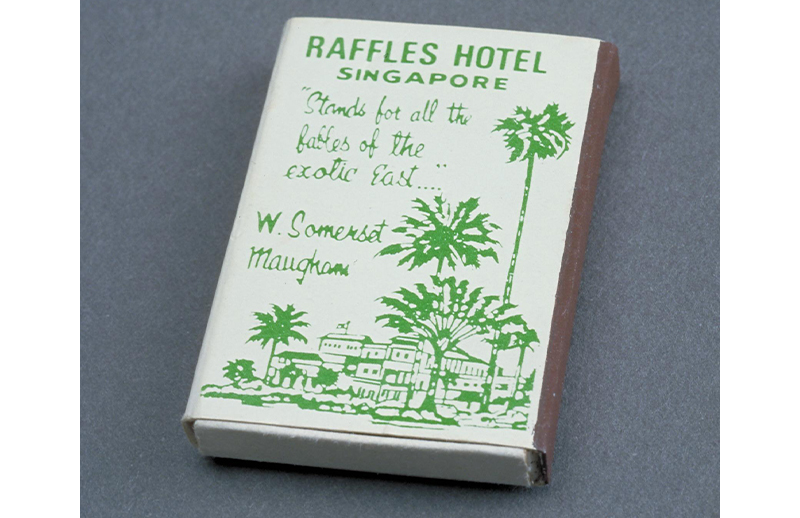 RAFFLES HOTEL
SINGAPORE
"Stands for all the
fables of the
exotic East...."
W. Somerset
Maugham